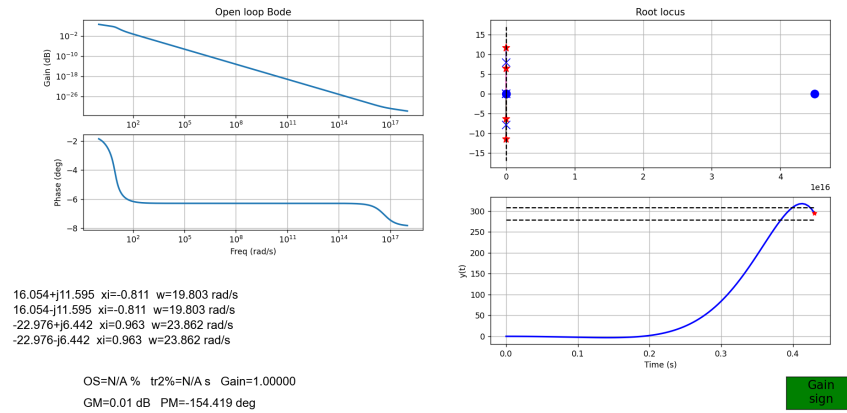 Open loop Bode
Gain (dB)
10^-2
10^-10
10^-18
10^-26
10^2
10^5
10^8
10^11
10^14
10^17
Phase (deg)
−2
−4
−6
−8
10^2
10^5
10^8
10^11
10^14
10^17
Freq (rad/s)
Root locus
15
10
5
0
−5
−10
−15
0
1
2
3
4
1e16
y(t)
300
250
200
150
100
50
0
0.0
0.1
0.2
0.3
0.4
Time (s)
16.054+j11.595 xi=-0.811 w=19.803 rad/s
16.054-j11.595 xi=-0.811 w=19.803 rad/s
-22.976+j6.442 xi=0.963 w=23.862 rad/s
-22.976-j6.442 xi=0.963 w=23.862 rad/s
OS=N/A % tr2%=N/A s Gain=1.00000
GM=0.01 dB PM=-154.419 deg
Gain
sign